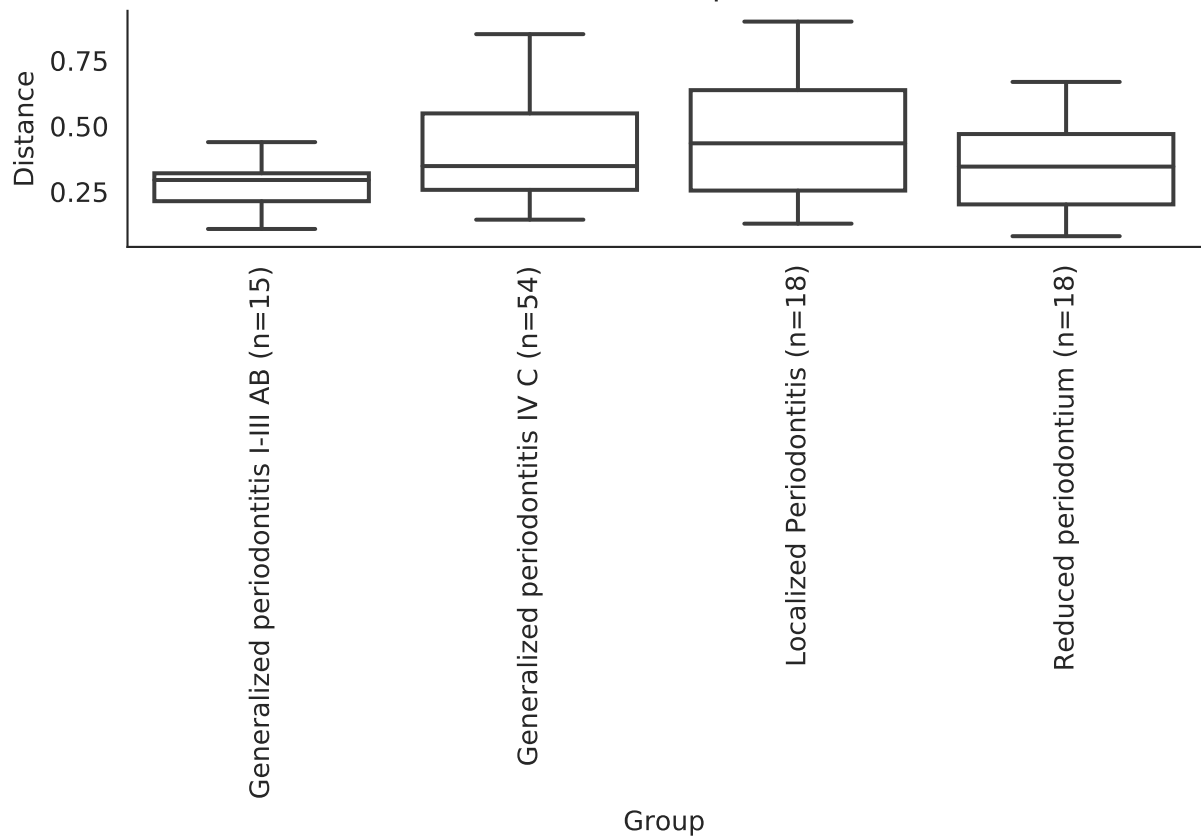 Distance
0.75
0.50
0.25
Generalized periodontitis I-III AB (n=15)
Generalized periodontitis IV C (n=54)
Localized Periodontitis (n=18)
Reduced periodontium (n=18)
Group